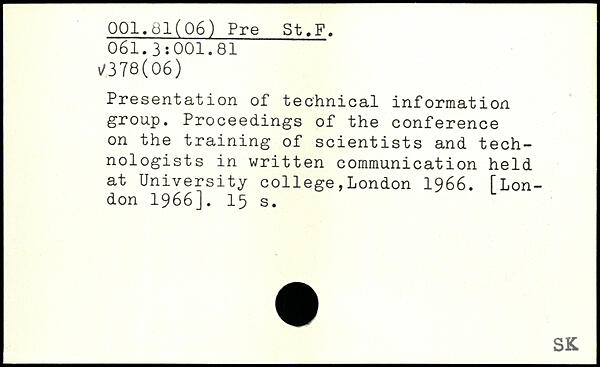 001.81(06) Pre St.F.
061.3:001.81
v378(06)
Presentation of technical information
group. Proceedings of the conference
on the training of scientists and tech-
nologists in written communication held
at University college,London 1966. [Lon-
don 1966]. 15 s.
SK